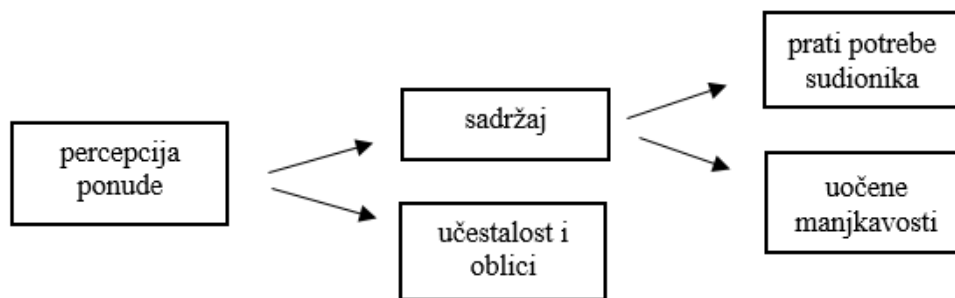 percepcija
ponude
sadržaj
učestalost i
oblici
prati potrebe
sudionika
uočene
manjkavosti